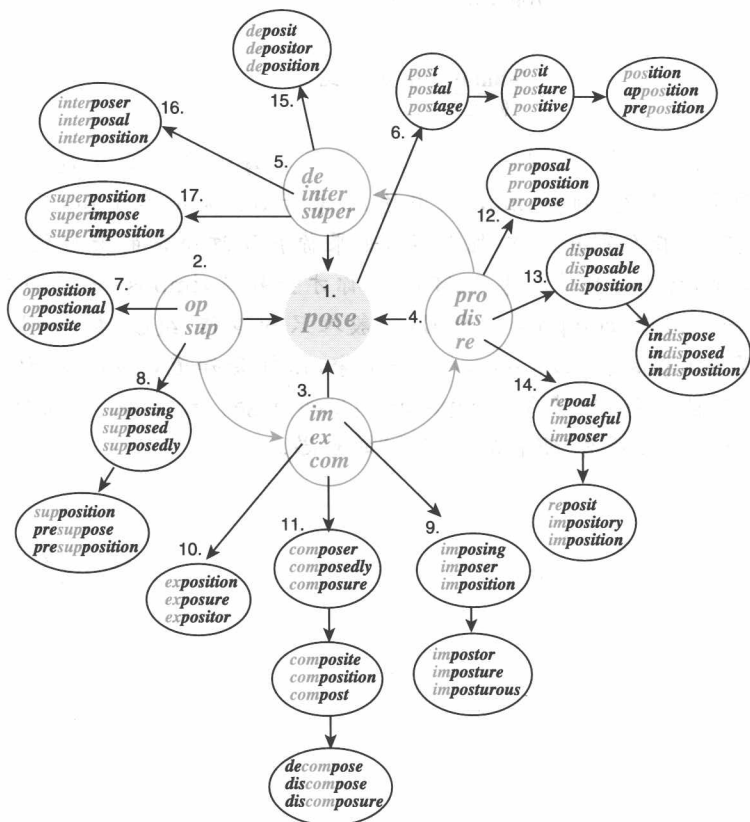 deposit
depositor
deposition
15.
post
postal
postage
6.
posit
posture
positive
position
apposition
preposition
interposer
interposal
interposition
16.
5.
de
inter
super
proposal
proposition
propose
12.
superposition
superimpose
superimposition
17.
disposal
disposable
disposition
13.
7.
opposition
oppostional
opposite
2.
op
sup
1.
pose
4.
pro
dis
re
indispose
indisposed
indisposition
8.
supposing
supposed
supposedly
3.
im
ex
com
14.
repoal
imposeful
imposer
supposition
presuppose
presupposition
reposit
impository
imposition
10.
exposition
exposure
expositor
11.
composer
composedly
composure
9.
imposing
imposer
imposition
composite
composition
compost
impostor
imposture
imposturous
decompose
discompose
discomposure